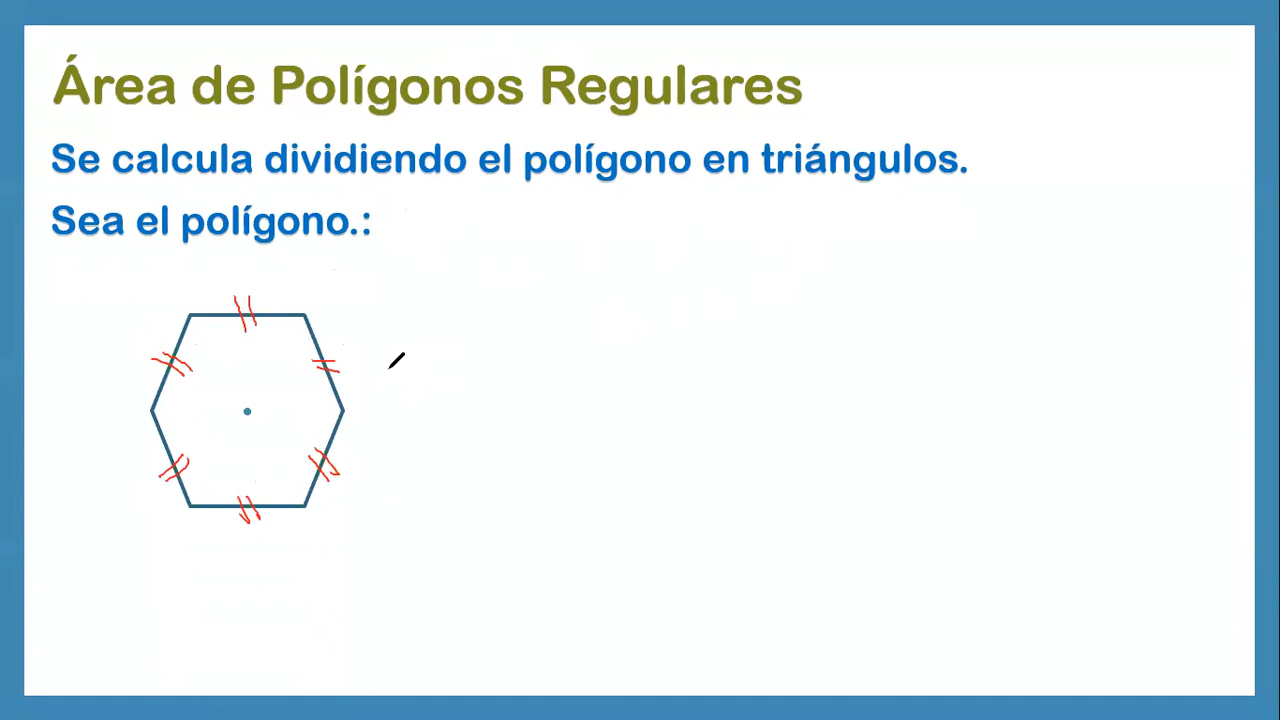 Área de Polígonos Regulares
Se calcula dividiendo el polígono en triángulos.
Sea el polígono.: